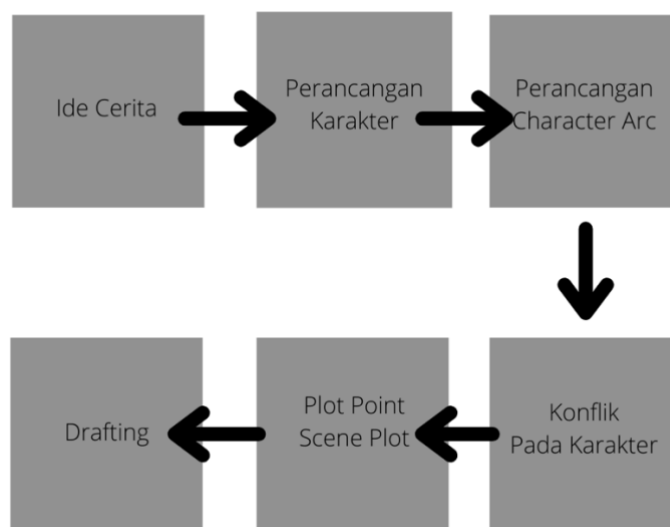 Ide Cerita
Perancangan
Karakter
Perancangan
Character Arc
Konflik
Pada Karakter
Plot Point
Scene Plot
Drafting